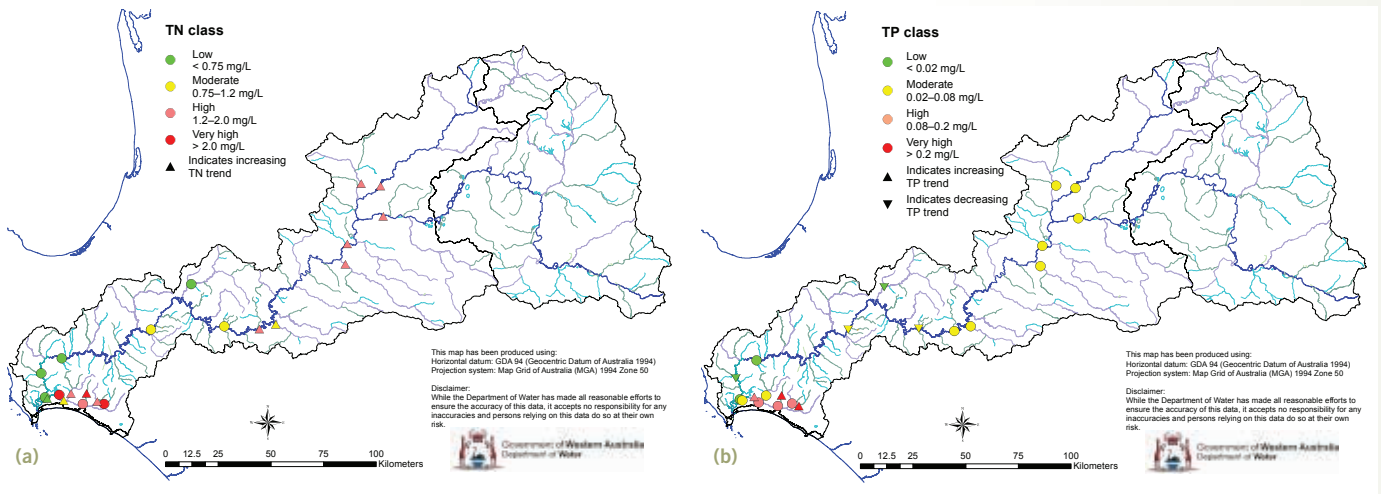 TN class
Low
< 0.75 mg/L
Moderate
0.75–1.2 mg/L
High
1.2–2.0 mg/L
Very high
> 2.0 mg/L
Indicates increasing
TN trend
This map has been produced using:
Horizontal datum: GDA 94 (Geocentric Datum of Australia 1994)
Projection system: Map Grid of Australia (MGA) 1994 Zone 50
Disclaimer:
While the Department of Water has made all reasonable efforts to
ensure the accuracy of this data, it accepts no responsibility for any
inaccuracies and persons relying on this data do so at their own
risk.
Government of Western Australia
Department of Water
(a)
0 12.5 25 50 75 100
Kilometers
TP class
Low
< 0.02 mg/L
Moderate
0.02–0.08 mg/L
High
0.08–0.2 mg/L
Very high
> 0.2 mg/L
Indicates increasing
TP trend
Indicates decreasing
TP trend
This map has been produced using:
Horizontal datum: GDA 94 (Geocentric Datum of Australia 1994)
Projection system: Map Grid of Australia (MGA) 1994 Zone 50
Disclaimer:
While the Department of Water has made all reasonable efforts to
ensure the accuracy of this data, it accepts no responsibility for any
inaccuracies and persons relying on this data do so at their own
risk.
Government of Western Australia
Department of Water
(b)
0 12.5 25 50 75 100
Kilometers